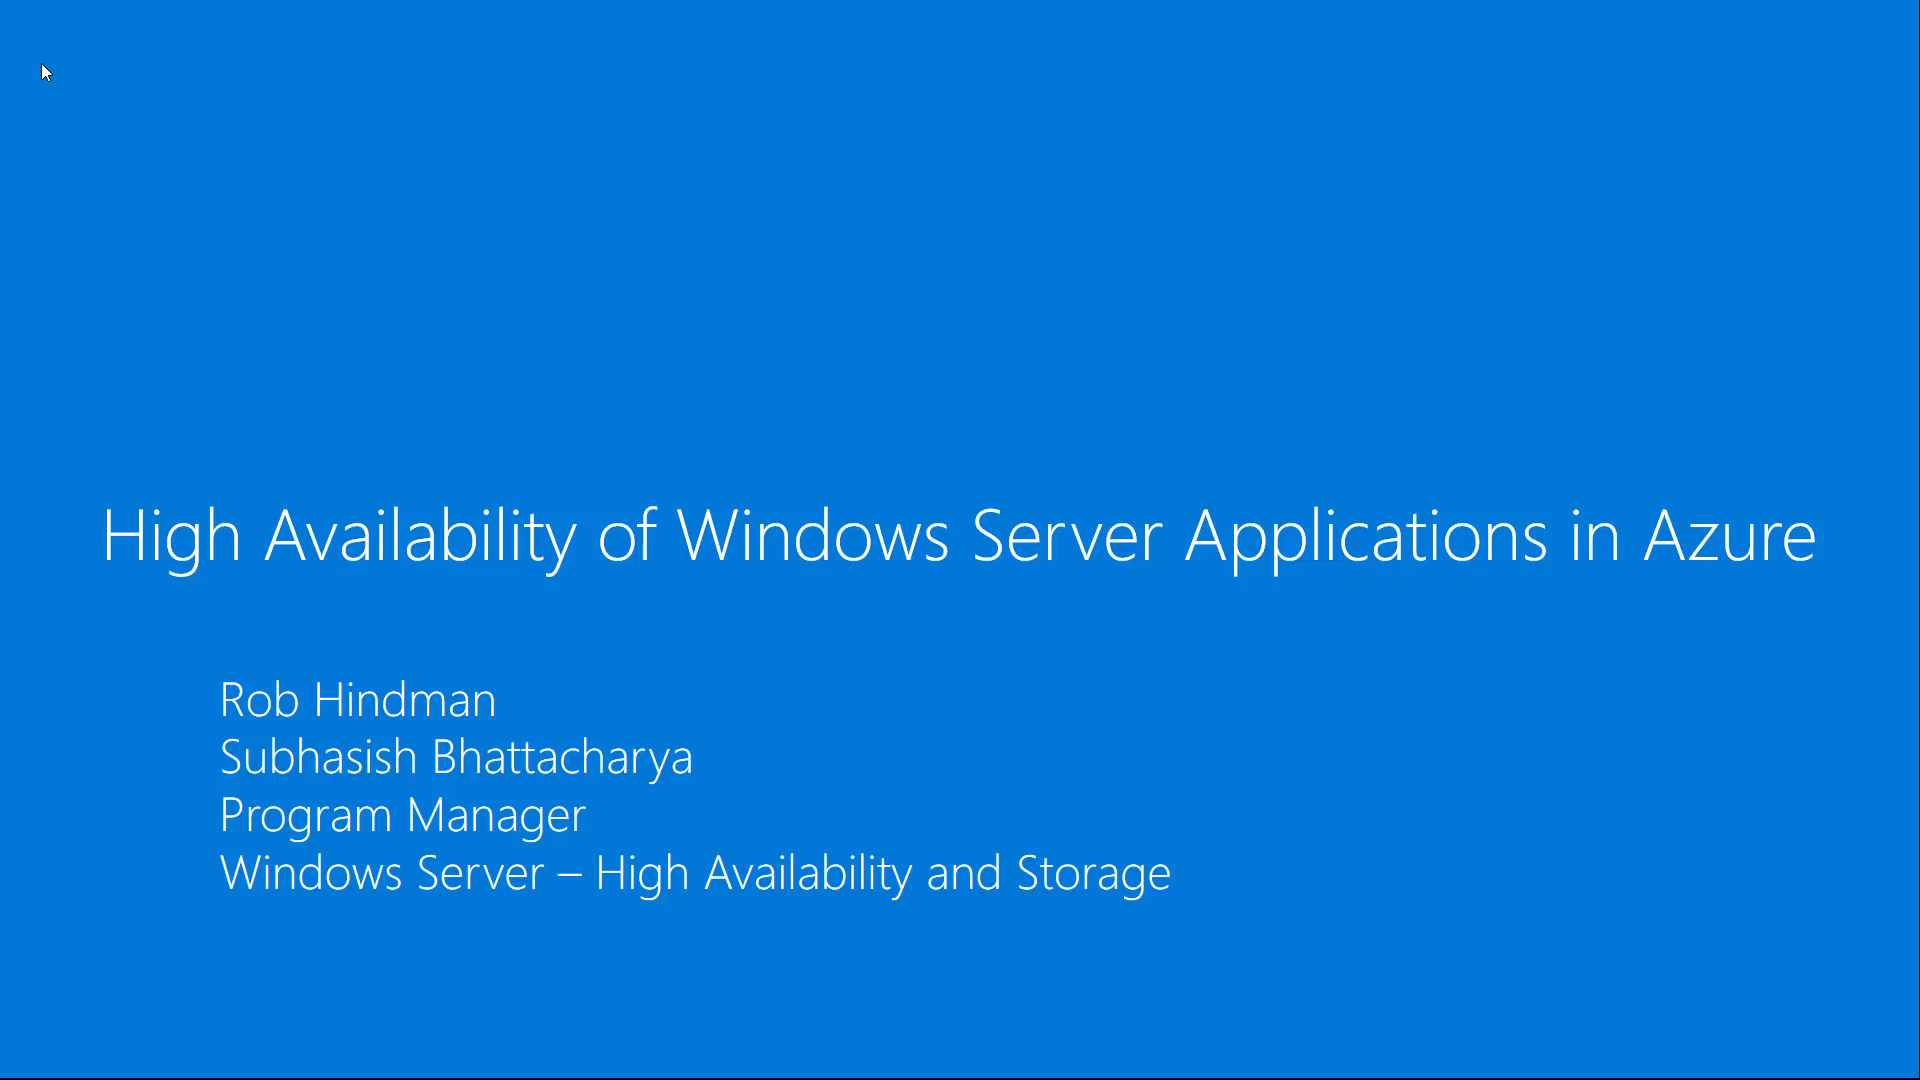 High Availability of Windows Server Applications in Azure
Rob Hindman
Subhasish Bhattacharya
Program Manager
Windows Server – High Availability and Storage